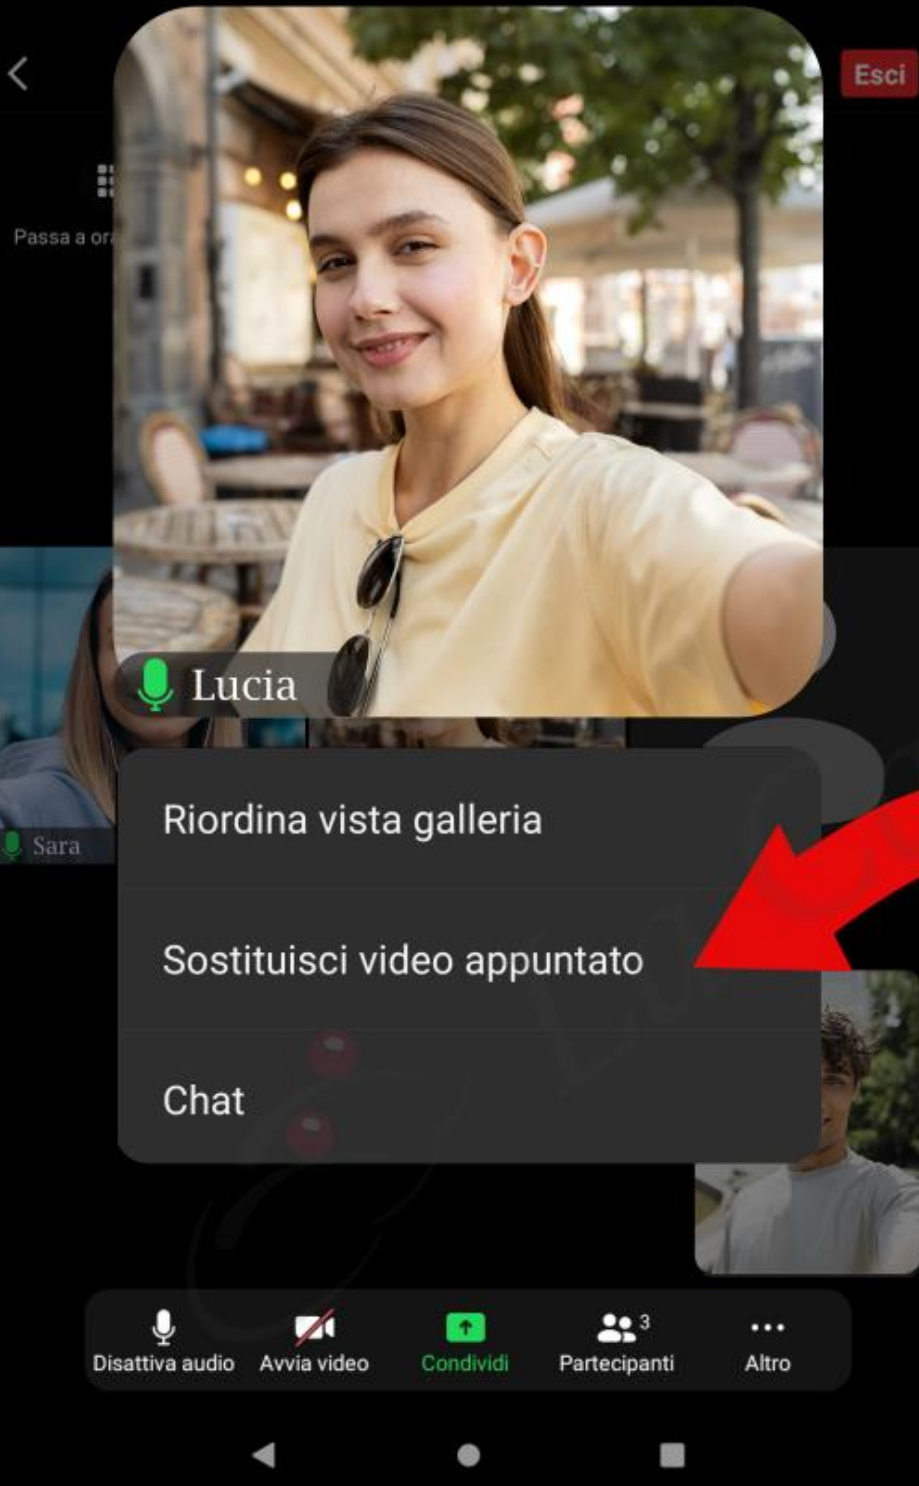 Esci
Passa a ora
Lucia
Sara
Riordina vista galleria
Sostituisci video appuntato
Chat
3
Disattiva audio
Avvia video
Condividi
Partecipanti
Altro